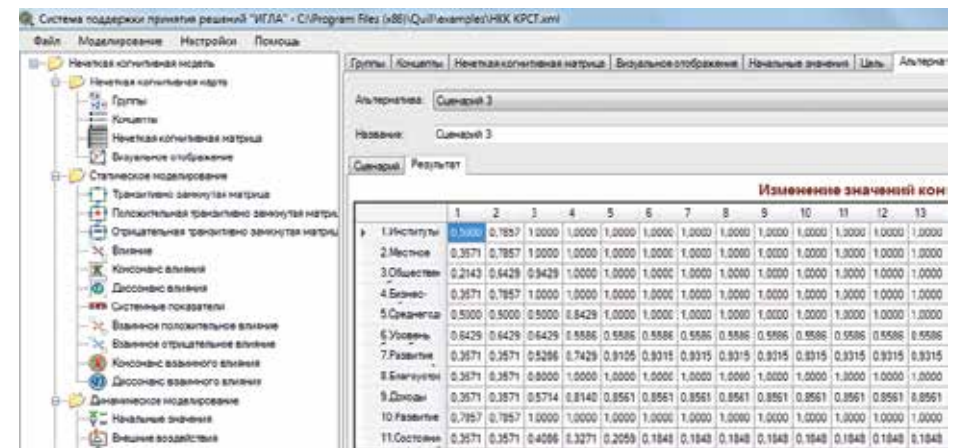 Система поддержки принятия решений "ИГЛА" - C:\Program Files (x86)\Quill\examples\НКК КРСТ.xml
Файл Моделирование Настройки Помощь
Нечеткая когнитивная модель
Нечеткая когнитивная карта
Группы
Концепты
Нечеткая когнитивная матрица
Визуальное отображение
Статическое моделирование
Транзитивно замкнутая матрица
Положительная транзитивно замкнутая матриц
Отрицательная транзитивно замкнутая матриц
Влияние
Консонанс влияния
Диссонанс влияния
Системные показатели
Взаимное положительное влияние
Взаимное отрицательное влияние
Консонанс взаимного влияния
Диссонанс взаимного влияния
Динамическое моделирование
Начальные значения
Внешние воздействия
Группы Концепты Нечеткая когнитивная матрица Визуальное отображение Начальные значения Цель Альтернат
Альтернатива: Сценарий 3
Название: Сценарий 3
Сценарий Результат
Изменение значений кон
1 2 3 4 5 6 7 8 9 10 11 12 13
1.Институты 0,5000 0,7857 1,0000 1,0000 1,0000 1,0000 1,0000 1,0000 1,0000 1,0000 1,0000 1,0000 1,0000
2.Местное 0,3571 0,7857 1,0000 1,0000 1,0000 1,0000 1,0000 1,0000 1,0000 1,0000 1,0000 1,0000 1,0000
3.Обществен 0,2143 0,6429 0,9429 1,0000 1,0000 1,0000 1,0000 1,0000 1,0000 1,0000 1,0000 1,0000 1,0000
4.Бизнес- 0,3571 0,7857 1,0000 1,0000 1,0000 1,0000 1,0000 1,0000 1,0000 1,0000 1,0000 1,0000 1,0000
5.Среднегод 0,5000 0,5000 0,5000 0,8429 1,0000 1,0000 1,0000 1,0000 1,0000 1,0000 1,0000 1,0000 1,0000
6.Уровень 0,6429 0,6429 0,6429 0,5586 0,5586 0,5586 0,5586 0,5586 0,5586 0,5586 0,5586 0,5586 0,5586
7.Развитие 0,3571 0,3571 0,5286 0,7429 0,9105 0,9315 0,9315 0,9315 0,9315 0,9315 0,9315 0,9315 0,9315
8.Благоустро 0,3571 0,3571 0,8000 1,0000 1,0000 1,0000 1,0000 1,0000 1,0000 1,0000 1,0000 1,0000 1,0000
9.Доходы 0,3571 0,3571 0,5714 0,8140 0,8561 0,8561 0,8561 0,8561 0,8561 0,8561 0,8561 0,8561 0,8561
10.Развитие 0,7857 0,7857 1,0000 1,0000 1,0000 1,0000 1,0000 1,0000 1,0000 1,0000 1,0000 1,0000 1,0000
11.Состояни 0,3571 0,3571 0,4086 0,3271 0,2059 0,1848 0,1848 0,1848 0,1848 0,1848 0,1848 0,1848 0,1848